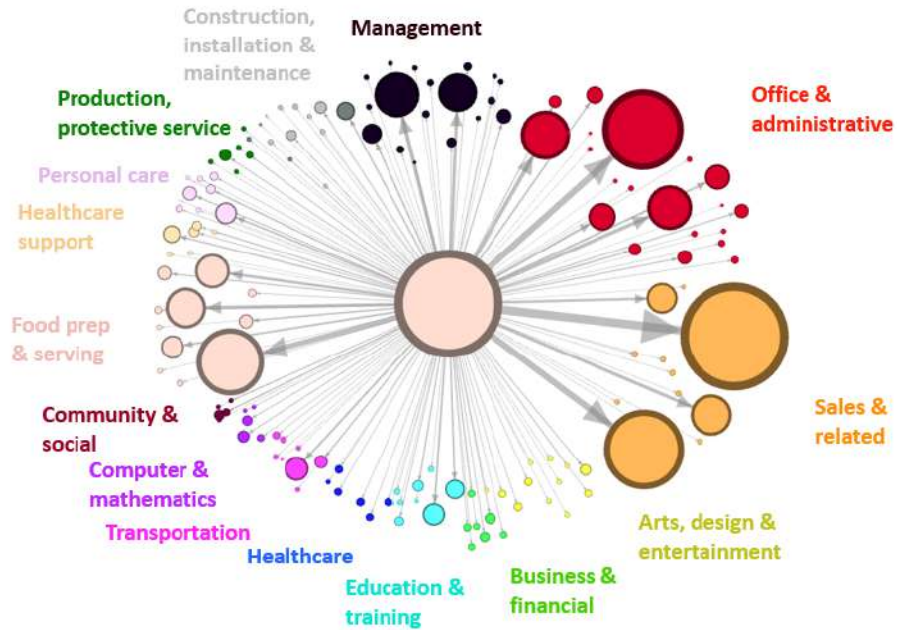 Construction,
installation &
maintenance
Management
Production,
protective service
Office &
administrative
Personal care
Healthcare
support
Food prep
& serving
Community &
social
Sales &
related
Computer &
mathematics
Transportation
Arts, design &
entertainment
Healthcare
Education &
training
Business &
financial